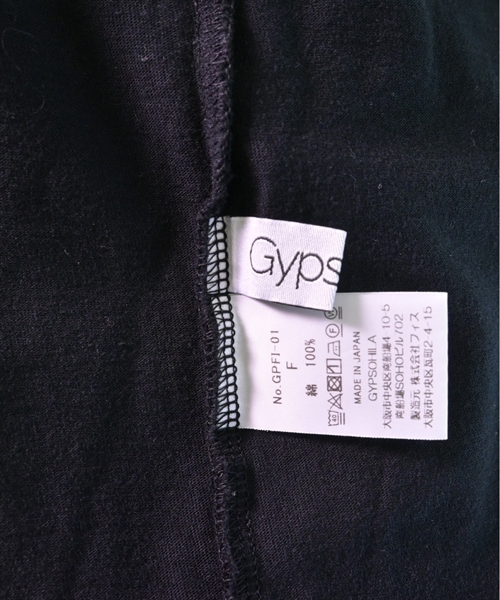 Gyps
No.GPFI-01
F
綿 100%
40
MADE IN JAPAN
GYPSOHILA
大阪市中央区南船場4 10-5
南船場SOHOビル702
製造元 株式会社フィス
大阪市中央区瓦町2 4-15